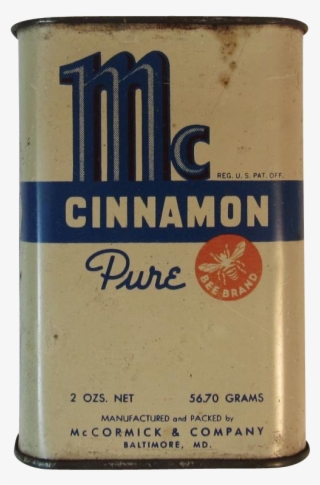 Mc
REG. U. S. PAT. OFF.
CINNAMON
Pure
BEE BRAND
2 OZS. NET 56.70 GRAMS
MANUFACTURED and PACKED by
McCORMICK & COMPANY
BALTIMORE, MD.